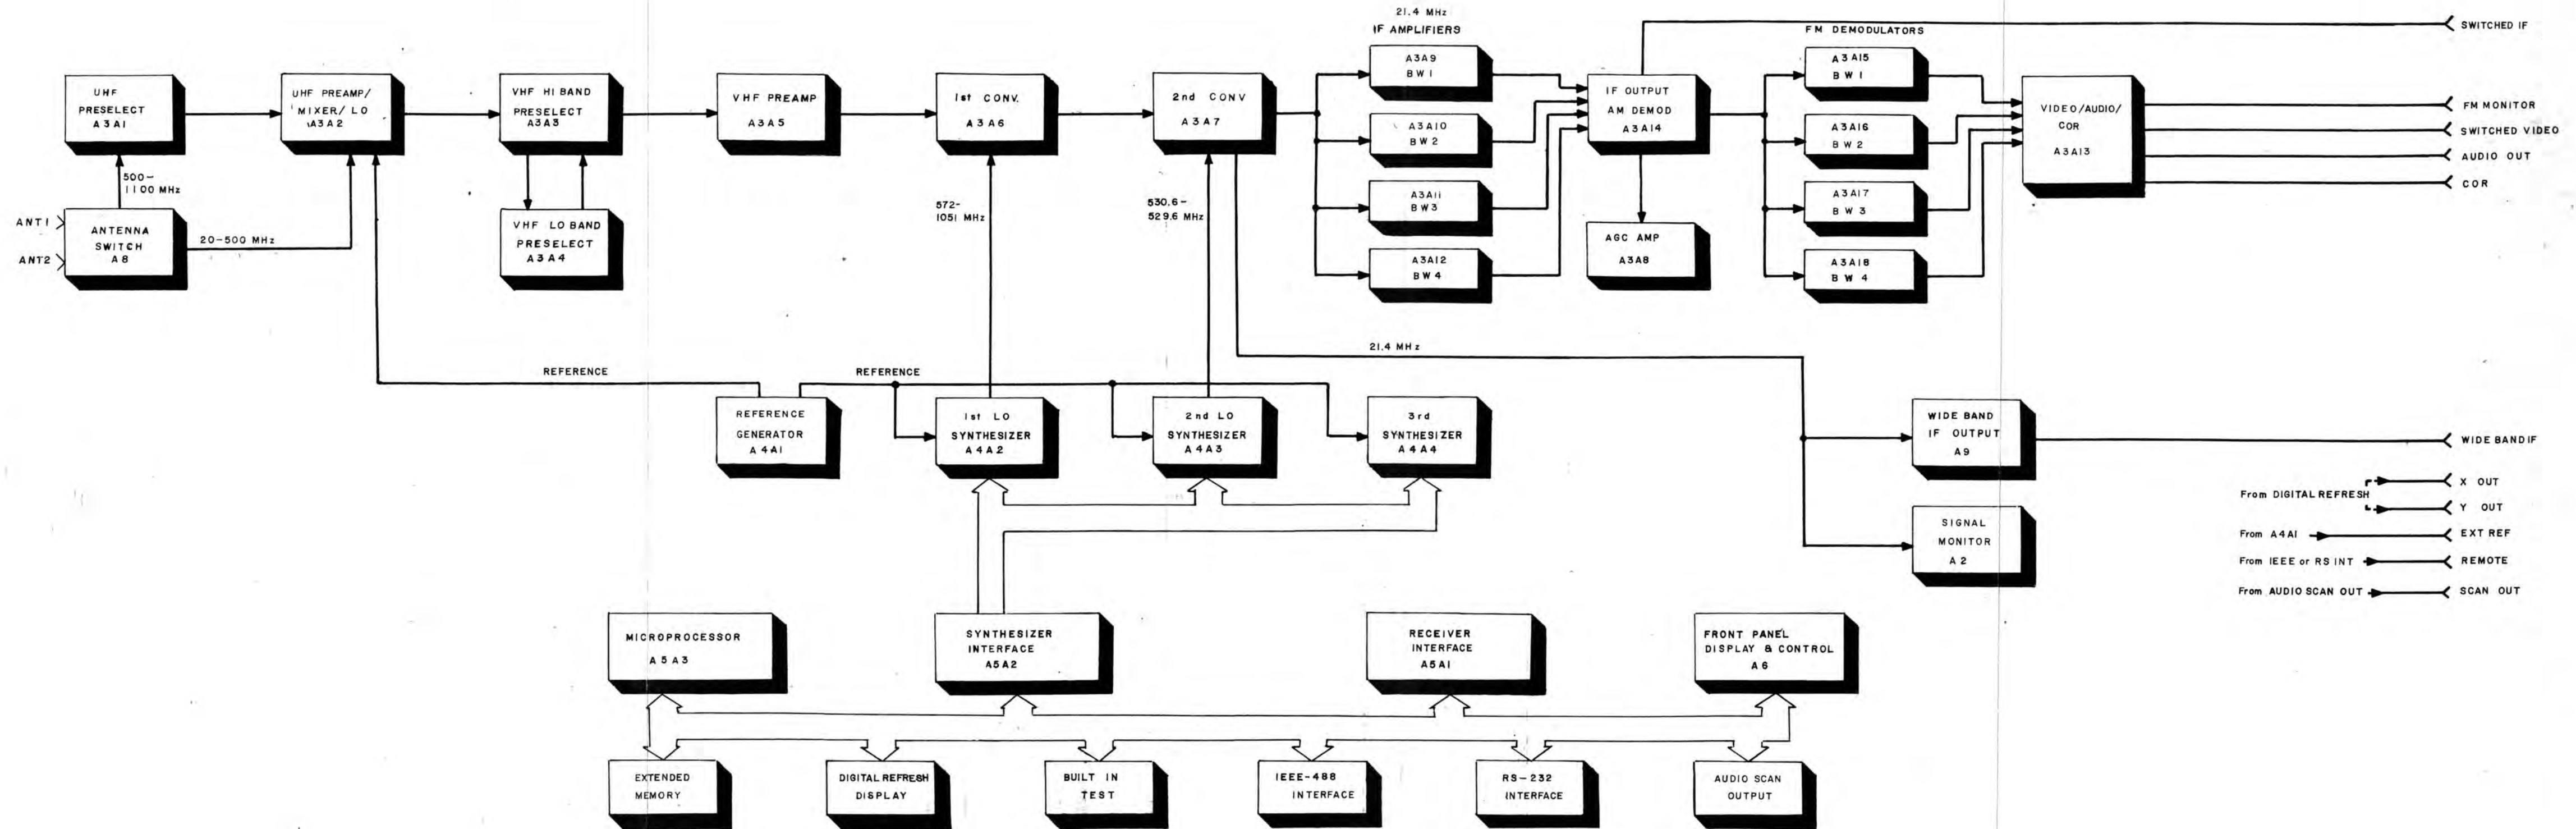 21.4 MHz
IF AMPLIFIERS
FM DEMODULATORS
SWITCHED IF
UHF
PRESELECT
A3A1
UHF PREAMP/
MIXER/ LO
A3A2
VHF HI BAND
PRESELECT
A3A3
VHF PREAMP
A3A5
1st CONV.
A3A6
2nd CONV
A3A7
A3A9
BW 1
A3A10
BW 2
A3A11
BW 3
A3A12
BW 4
IF OUTPUT
AM DEMOD
A3A14
AGC AMP
A3A8
A3A15
BW 1
A3A16
BW 2
A3A17
BW 3
A3A18
BW 4
VIDEO/AUDIO/
COR
A3A13
FM MONITOR
SWITCHED VIDEO
AUDIO OUT
COR
500-
1100 MHz
ANT1
ANT2
ANTENNA
SWITCH
A8
20-500 MHz
VHF LO BAND
PRESELECT
A3A4
572-
1051 MHz
530.6-
529.6 MHz
21.4 MHz
REFERENCE
REFERENCE
REFERENCE
GENERATOR
A4A1
1st LO
SYNTHESIZER
A4A2
2nd LO
SYNTHESIZER
A4A3
3rd
SYNTHESIZER
A4A4
WIDE BAND
IF OUTPUT
A9
WIDE BAND IF
SIGNAL
MONITOR
A2
From DIGITAL REFRESH
X OUT
Y OUT
From A4A1
EXT REF
From IEEE or RS INT
REMOTE
From AUDIO SCAN OUT
SCAN OUT
MICROPROCESSOR
A5A3
SYNTHESIZER
INTERFACE
A5A2
RECEIVER
INTERFACE
A5A1
FRONT PANEL
DISPLAY & CONTROL
A6
EXTENDED
MEMORY
DIGITAL REFRESH
DISPLAY
BUILT IN
TEST
IEEE-488
INTERFACE
RS-232
INTERFACE
AUDIO SCAN
OUTPUT